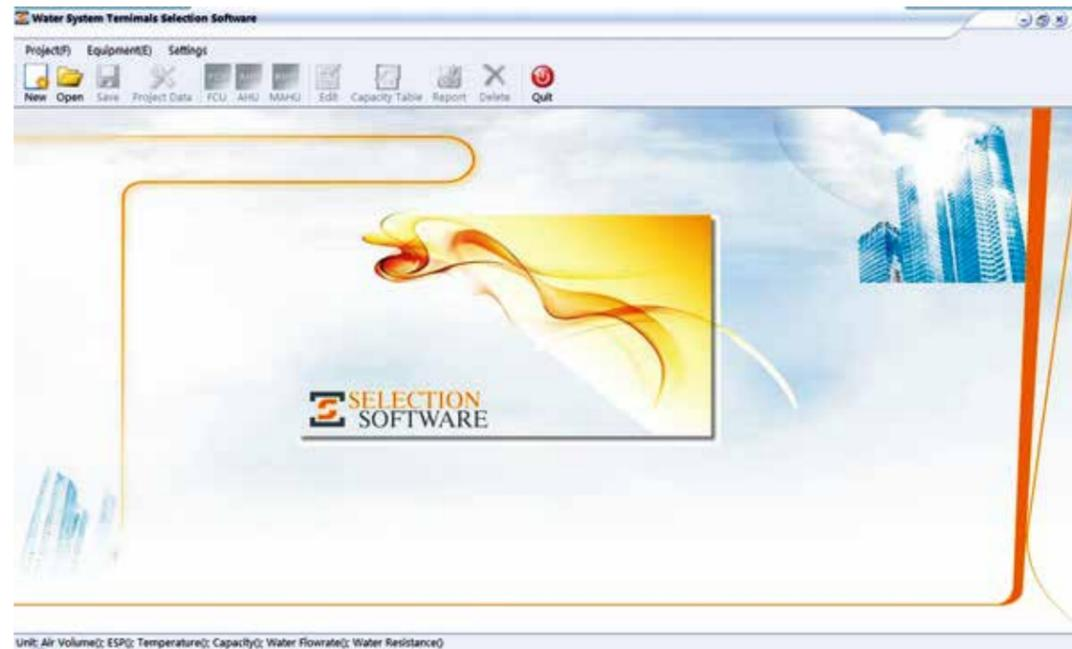 Water System Ternimals Selection Software
Project(F) Equipment(E) Settings
New Open Save Project Data FCU AHU MAHU Edit Capacity Table Report Delete Quit
SELECTION
SOFTWARE
Unit: Air Volume(); ESP(); Temperature(); Capacity(); Water Flowrate(); Water Resistance()